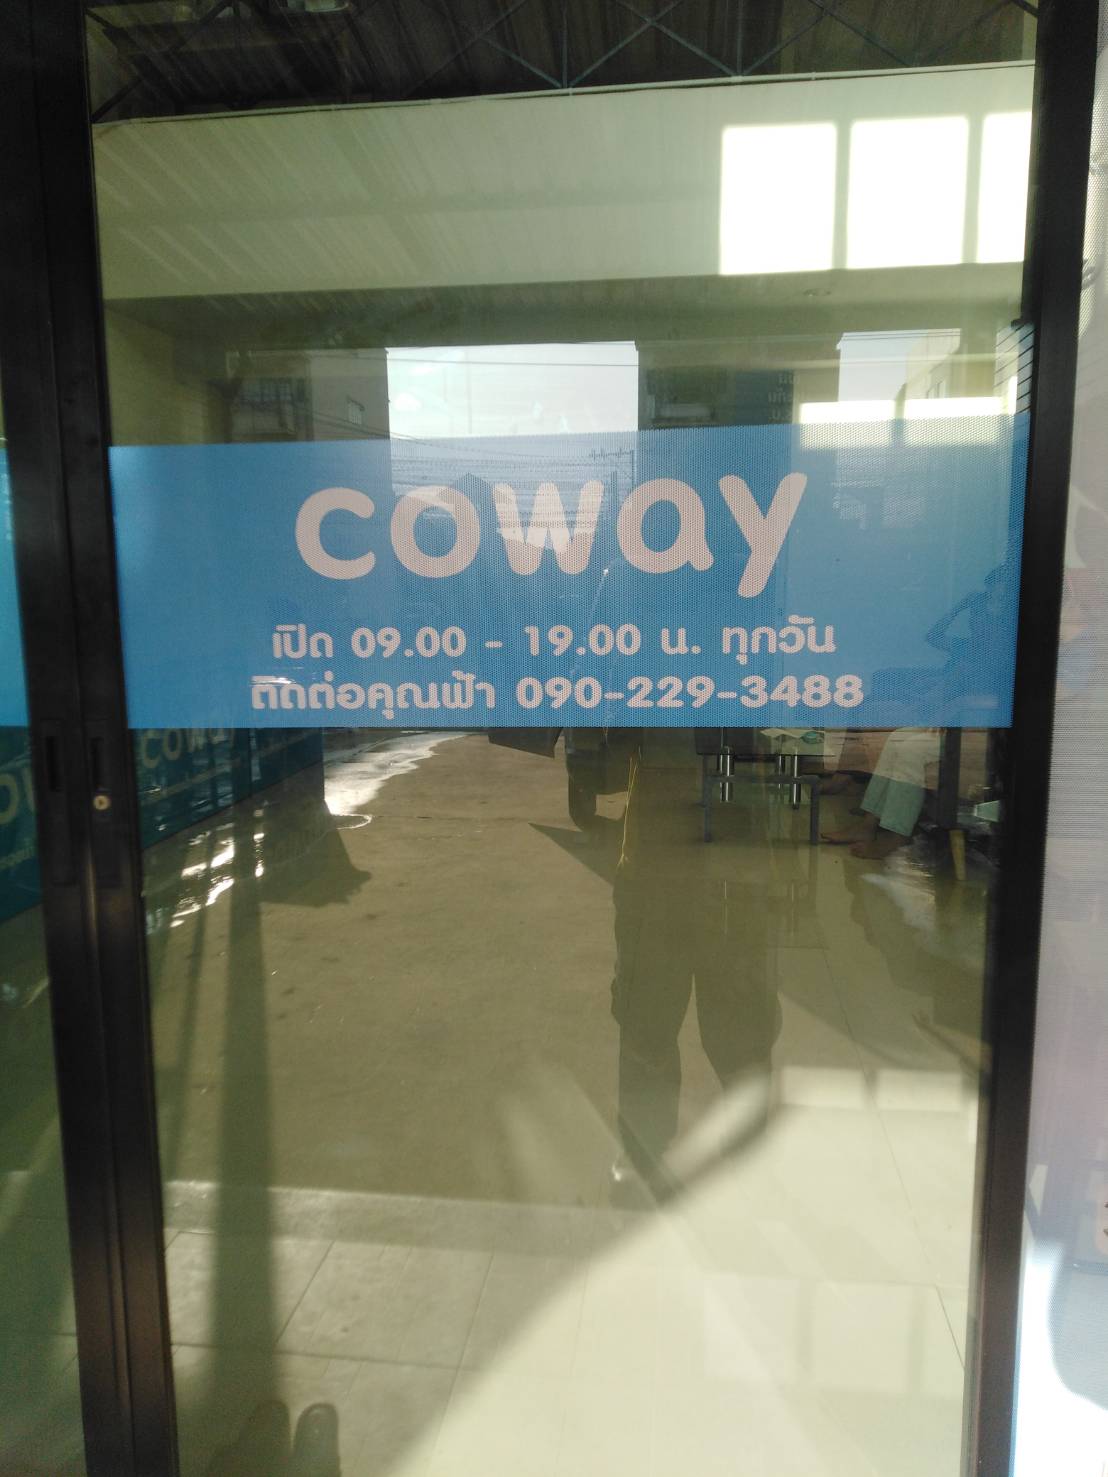 coway
เปิด 09.00 - 19.00 น. ทุกวัน
ติดต่อคุณฟ้า 090-229-3488
coway